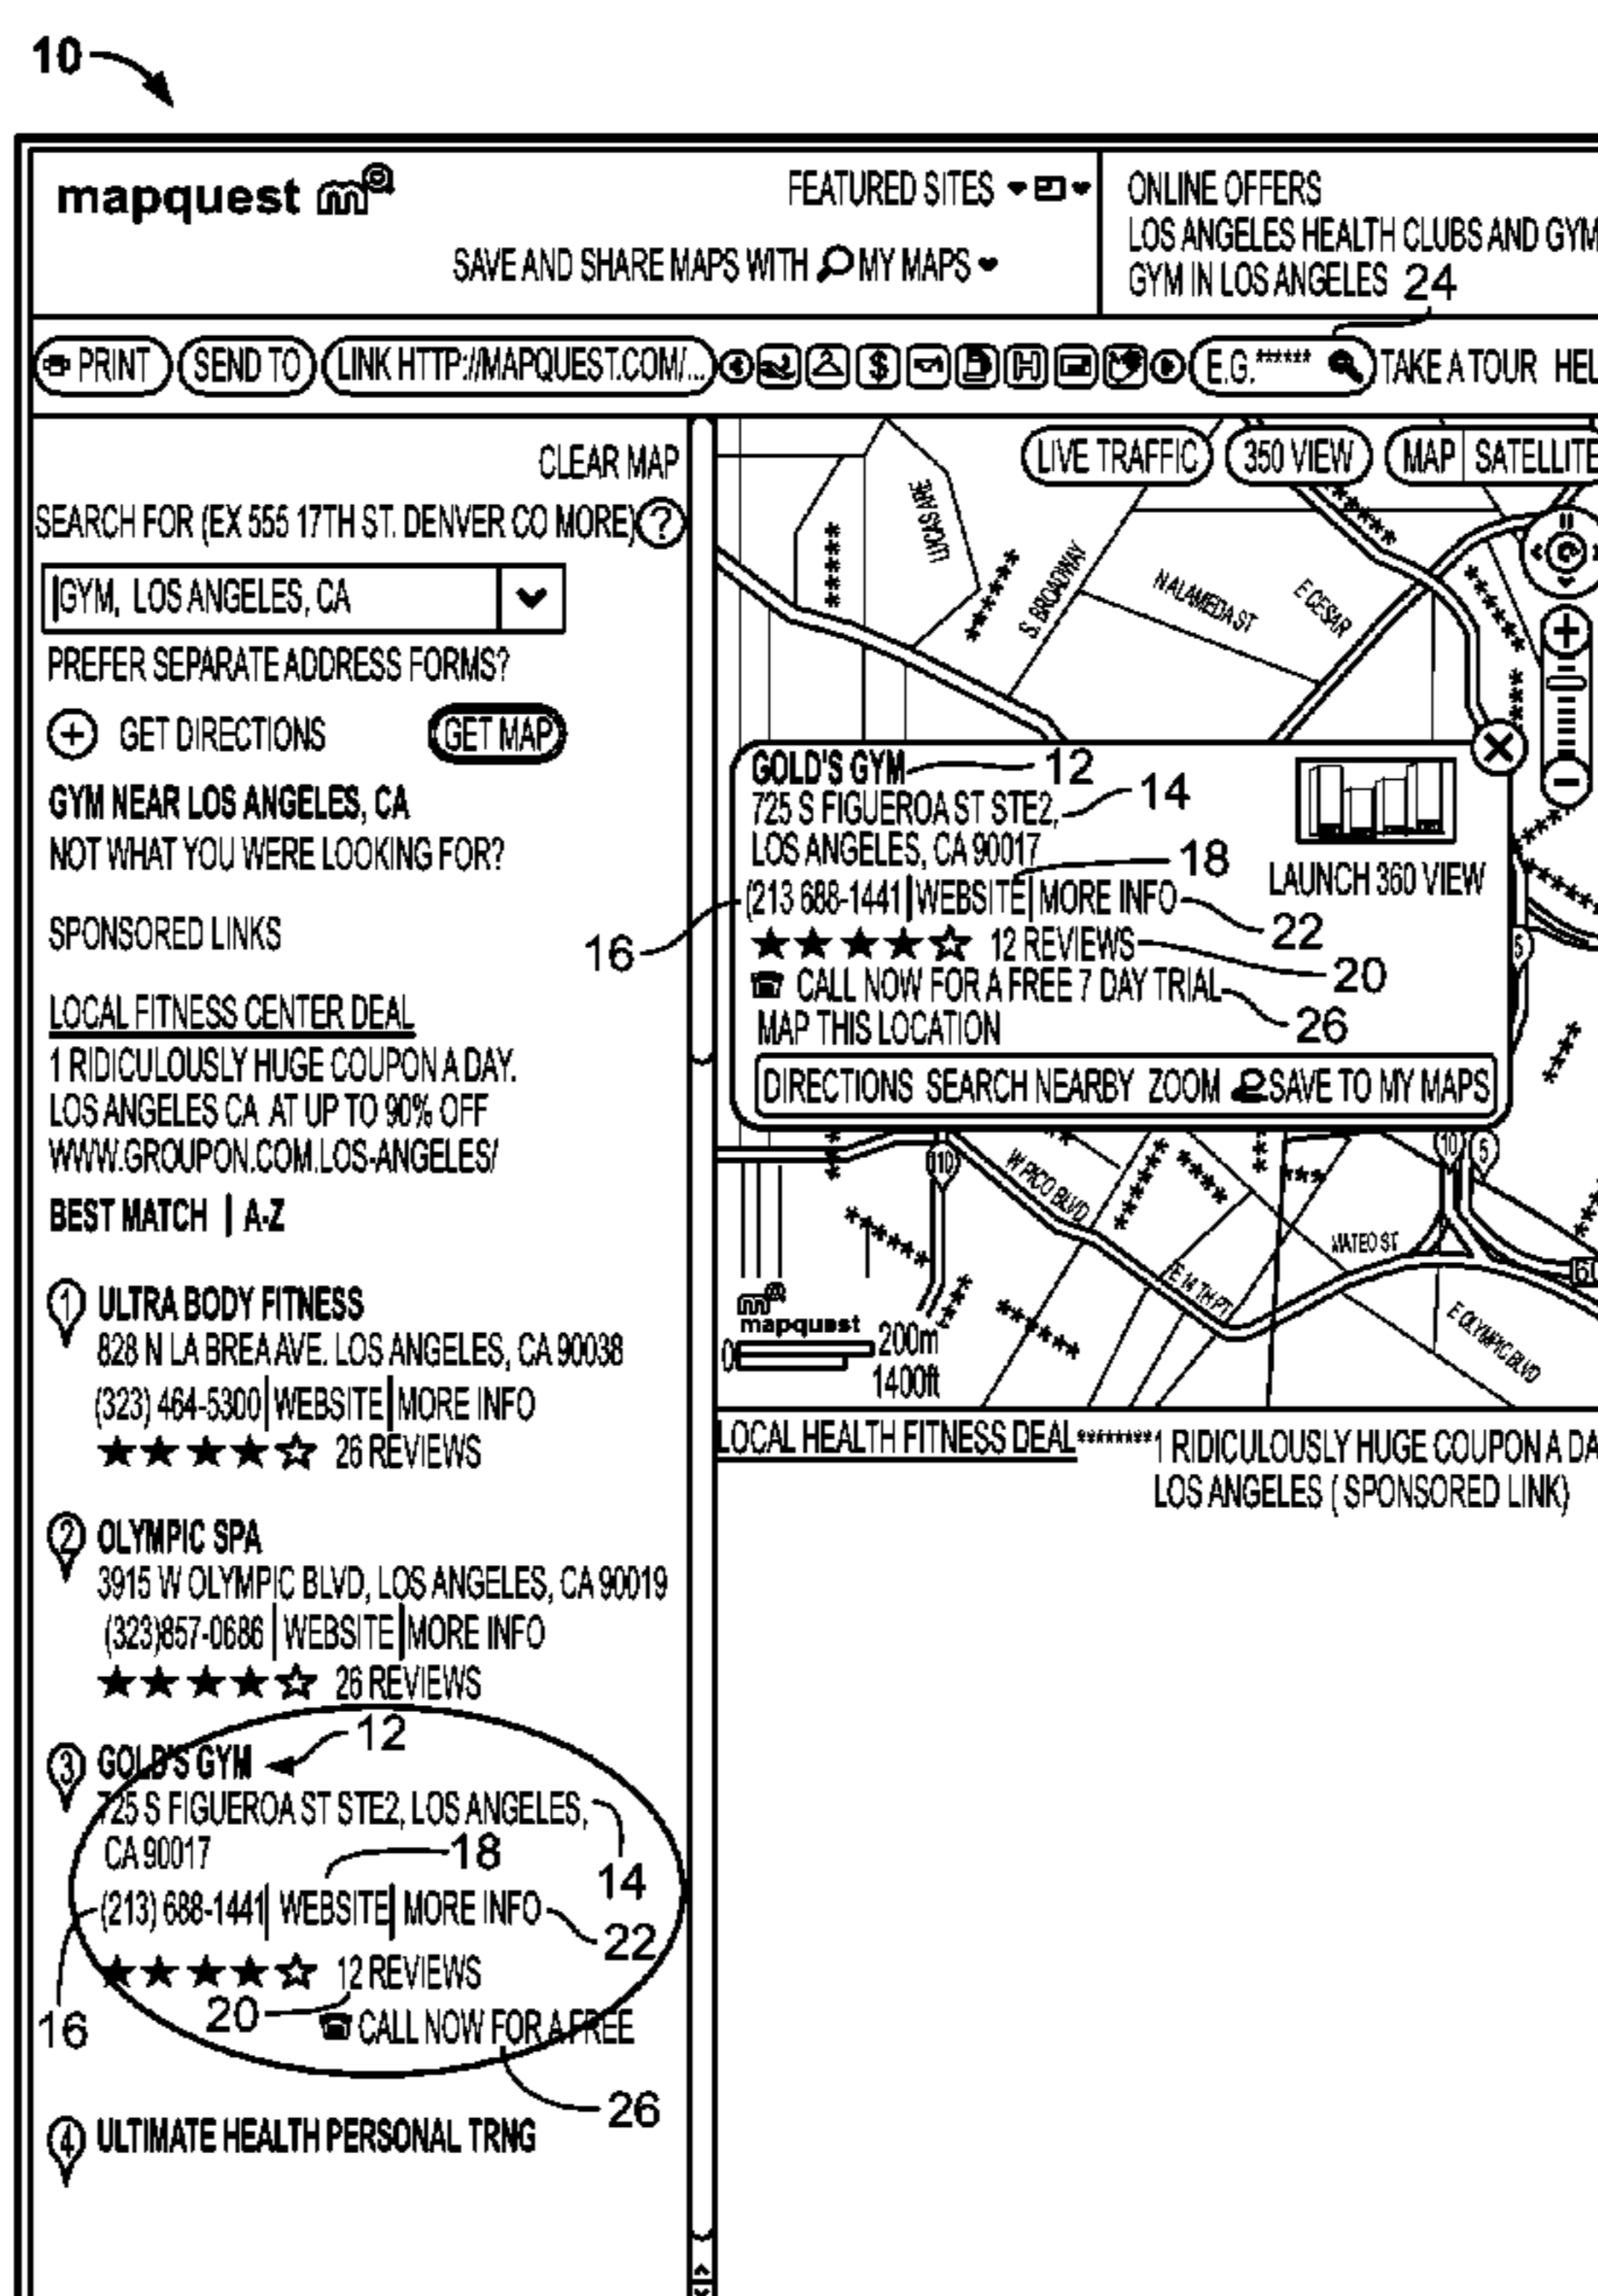 10
mapquest m@
FEATURED SITES
SAVE AND SHARE MAPS WITH MY MAPS
ONLINE OFFERS
LOS ANGELES HEALTH CLUBS AND GYM
GYM IN LOS ANGELES 24
PRINT SEND TO LINK HTTP://MAPQUEST.COM/... $ H E.G.****** TAKE A TOUR HEL
CLEAR MAP
SEARCH FOR (EX 555 17TH ST. DENVER CO MORE) ?
GYM, LOS ANGELES, CA
PREFER SEPARATE ADDRESS FORMS?
+ GET DIRECTIONS GET MAP
GYM NEAR LOS ANGELES, CA
NOT WHAT YOU WERE LOOKING FOR?
SPONSORED LINKS
LOCAL FITNESS CENTER DEAL
1 RIDICULOUSLY HUGE COUPON A DAY.
LOS ANGELES CA AT UP TO 90% OFF
WWW.GROUPON.COM.LOS-ANGELES/
BEST MATCH | A-Z
1 ULTRA BODY FITNESS
828 N LA BREA AVE. LOS ANGELES, CA 90038
(323) 464-5300 | WEBSITE | MORE INFO
26 REVIEWS
2 OLYMPIC SPA
3915 W OLYMPIC BLVD, LOS ANGELES, CA 90019
(323)857-0686 | WEBSITE | MORE INFO
26 REVIEWS
12
3 GOLD'S GYM
725 S FIGUEROA ST STE2, LOS ANGELES,
CA 90017 18
14
(213) 688-1441 | WEBSITE | MORE INFO
22
12 REVIEWS
16 20 CALL NOW FOR A FREE
26
4 ULTIMATE HEALTH PERSONAL TRNG
LIVE TRAFFIC 350 VIEW MAP | SATELLITE
LUCAS AVE
S. BROADWAY
N ALAMEDA ST
E CESAR
GOLD'S GYM 12
725 S FIGUEROA ST STE2, 14
LOS ANGELES, CA 90017
18
LAUNCH 360 VIEW
(213 688-1441 | WEBSITE | MORE INFO
22
16
12 REVIEWS
20
CALL NOW FOR A FREE 7 DAY TRIAL
26
MAP THIS LOCATION
DIRECTIONS SEARCH NEARBY ZOOM SAVE TO MY MAPS
5
110
10 5
W PICO BLVD
MATEO ST
E 14 TH PT
E OLYMPIC BLVD
m@
mapquest
0 200m
1400ft
LOCAL HEALTH FITNESS DEAL ******** 1 RIDICULOUSLY HUGE COUPON A DA
LOS ANGELES ( SPONSORED LINK)